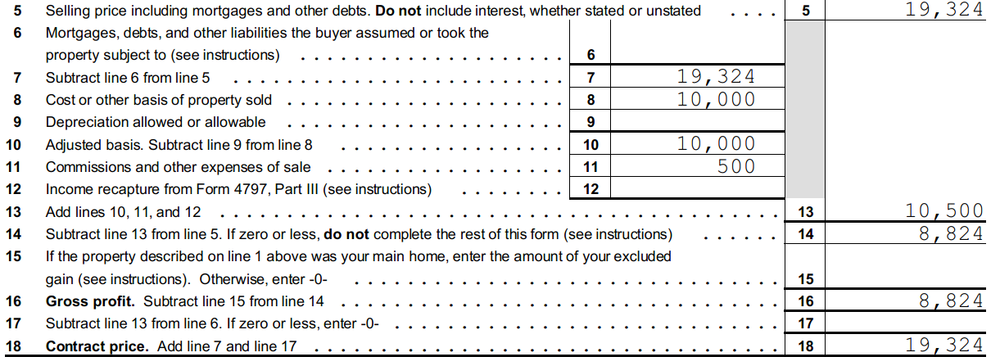 5 Selling price including mortgages and other debts. Do not include interest, whether stated or unstated . . . . 5 19,324
6 Mortgages, debts, and other liabilities the buyer assumed or took the
property subject to (see instructions) . . . . . . . . . . . . . . . . . . . . 6
7 Subtract line 6 from line 5 . . . . . . . . . . . . . . . . . . . . . . . . . 7 19,324
8 Cost or other basis of property sold . . . . . . . . . . . . . . . . . . . . . 8 10,000
9 Depreciation allowed or allowable . . . . . . . . . . . . . . . . . . . . . 9
10 Adjusted basis. Subtract line 9 from line 8 . . . . . . . . . . . . . . . . . 10 10,000
11 Commissions and other expenses of sale . . . . . . . . . . . . . . . . . . 11 500
12 Income recapture from Form 4797, Part III (see instructions) . . . . . . . . 12
13 Add lines 10, 11, and 12 . . . . . . . . . . . . . . . . . . . . . . . . . . . . . . . . . . . . . . . . . . 13 10,500
14 Subtract line 13 from line 5. If zero or less, do not complete the rest of this form (see instructions) . . . . . . 14 8,824
15 If the property described on line 1 above was your main home, enter the amount of your excluded
gain (see instructions). Otherwise, enter -0- . . . . . . . . . . . . . . . . . . . . . . . . . . . . . . . . 15
16 Gross profit. Subtract line 15 from line 14 . . . . . . . . . . . . . . . . . . . . . . . . . . . . . . . . . 16 8,824
17 Subtract line 13 from line 6. If zero or less, enter -0- . . . . . . . . . . . . . . . . . . . . . . . . . . . . . 17
18 Contract price. Add line 7 and line 17 . . . . . . . . . . . . . . . . . . . . . . . . . . . . . . . . . . . 18 19,324